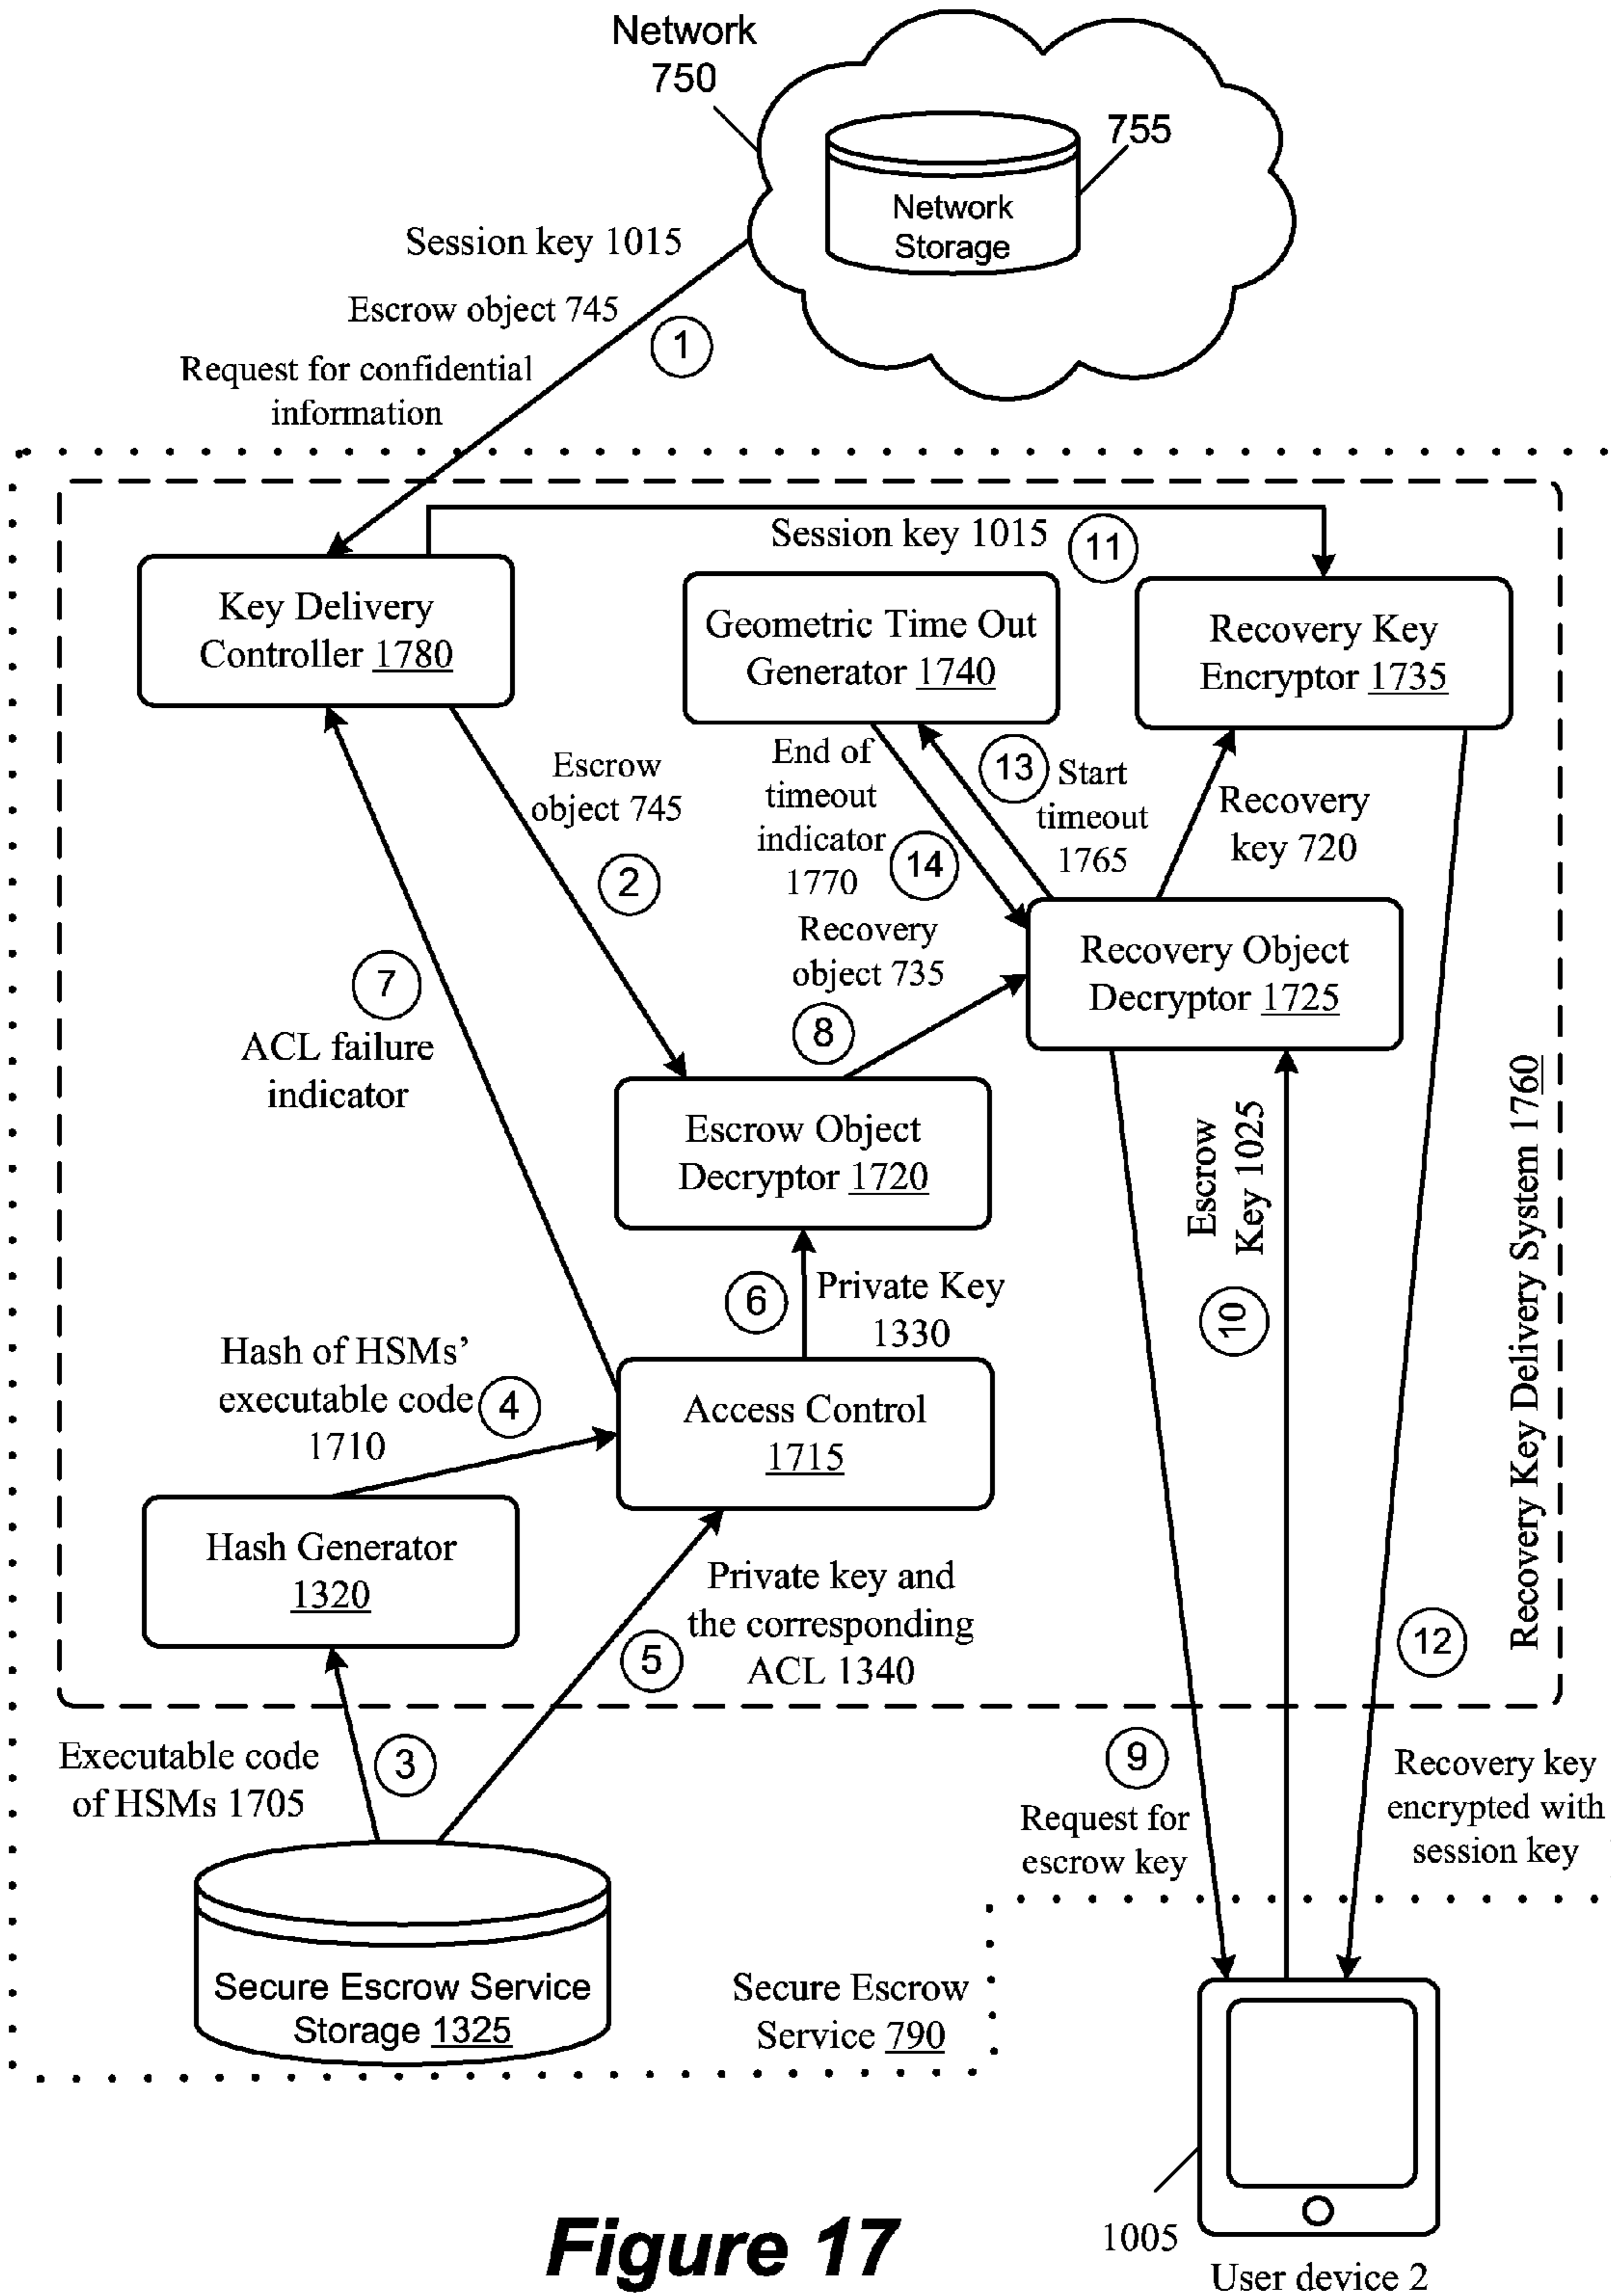 Network
750
755
Network
Storage
Session key 1015
Escrow object 745
1
Request for confidential
information
Session key 1015
11
Key Delivery
Controller 1780
Geometric Time Out
Generator 1740
Recovery Key
Encryptor 1735
Escrow
object 745
2
End of
timeout
indicator
1770
14
13
Start
timeout
1765
Recovery
key 720
7
ACL failure
indicator
Recovery
object 735
8
Recovery Object
Decryptor 1725
Escrow Object
Decryptor 1720
Escrow
Key 1025
10
Recovery Key Delivery System 1760
6
Private Key
1330
Hash of HSMs’
executable code
1710
4
Access Control
1715
Hash Generator
1320
Private key and
the corresponding
ACL 1340
5
12
Executable code
of HSMs 1705
3
9
Request for
escrow key
Recovery key
encrypted with
session key
Secure Escrow Service
Storage 1325
Secure Escrow
Service 790
1005
User device 2
Figure 17